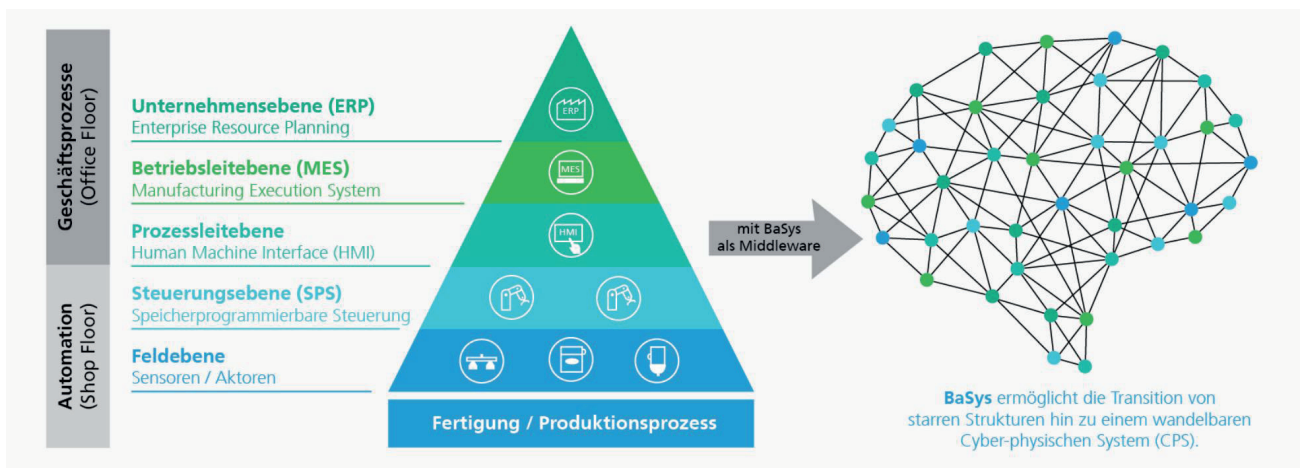 Geschäftsprozesse
(Office Floor)
Automation
(Shop Floor)
Unternehmensebene (ERP)
Enterprise Resource Planning
Betriebsleitebene (MES)
Manufacturing Execution System
Prozessleitebene
Human Machine Interface (HMI)
Steuerungsebene (SPS)
Speicherprogrammierbare Steuerung
Feldebene
Sensoren / Aktoren
ERP
MES
HMI
Fertigung / Produktionsprozess
mit BaSys
als Middleware
BaSys ermöglicht die Transition von
starren Strukturen hin zu einem wandelbaren
Cyber-physischen System (CPS).